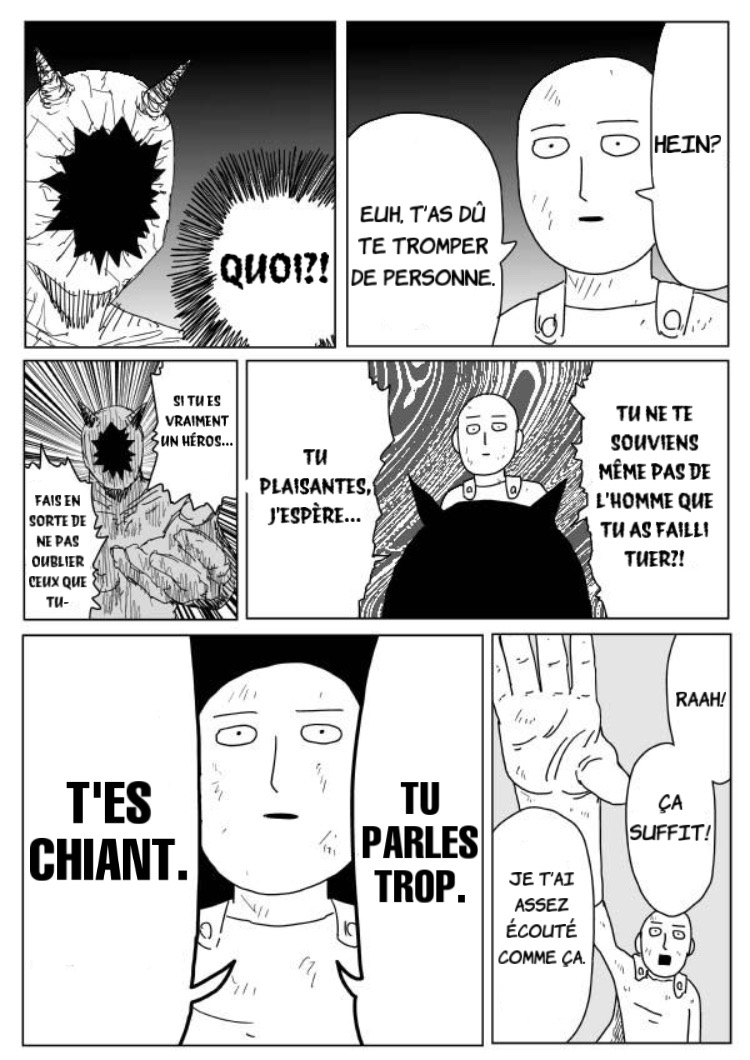 HEIN?
EUH, T'AS DÛ
TE TROMPER
DE PERSONNE.
QUOI?!
TU NE TE
SOUVIENS
MÊME PAS DE
L'HOMME QUE
TU AS FAILLI
TUER?!
TU
PLAISANTES,
J'ESPÈRE...
SI TU ES
VRAIMENT
UN HÉROS...
FAIS EN
SORTE DE
NE PAS
OUBLIER
CEUX QUE
TU-
RAAH!
ÇA
SUFFIT!
JE T'AI
ASSEZ
ÉCOUTÉ
COMME ÇA.
TU
PARLES
TROP.
T'ES
CHIANT.